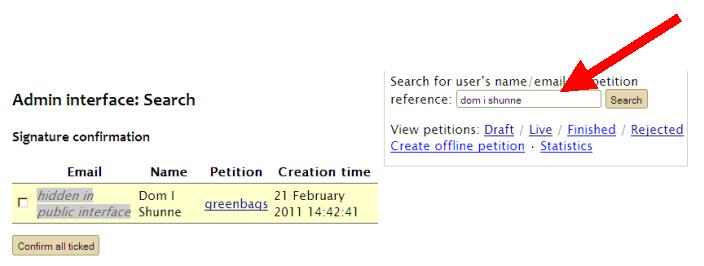 Search for user's name/email petition
reference: dom i shunne Search
View petitions: Draft / Live / Finished / Rejected
Create offline petition · Statistics
Admin interface: Search
Signature confirmation
Email Name Petition Creation time
hidden in Dom I greenbags 21 February
public interface Shunne 2011 14:42:41
Confirm all ticked